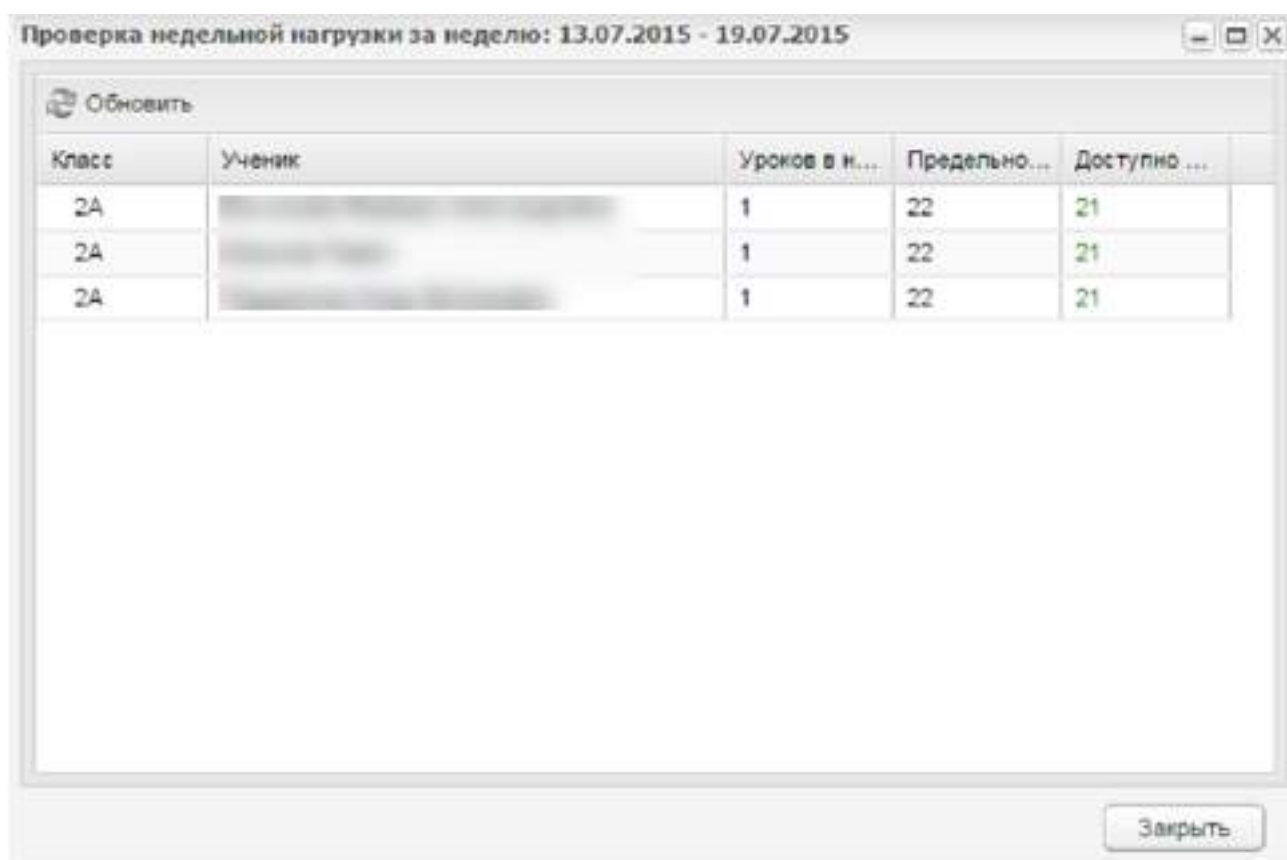 Проверка недельной нагрузки за неделю: 13.07.2015 - 19.07.2015
Обновить
Класс Ученик Уроков в н... Предельно... Доступно ...
2А 1 22 21
2А 1 22 21
2А 1 22 21
Закрыть